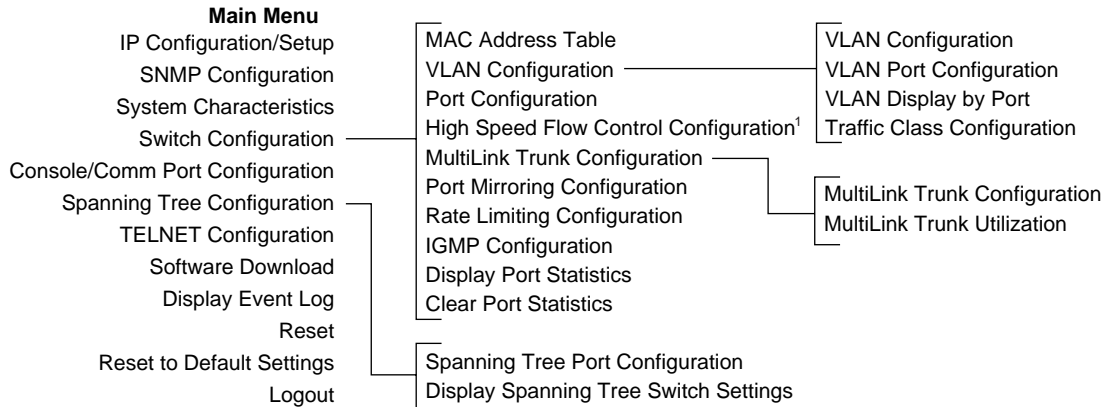 Main Menu
IP Configuration/Setup
SNMP Configuration
System Characteristics
Switch Configuration
Console/Comm Port Configuration
Spanning Tree Configuration
TELNET Configuration
Software Download
Display Event Log
Reset
Reset to Default Settings
Logout
MAC Address Table
VLAN Configuration
Port Configuration
High Speed Flow Control Configuration¹
MultiLink Trunk Configuration
Port Mirroring Configuration
Rate Limiting Configuration
IGMP Configuration
Display Port Statistics
Clear Port Statistics
Spanning Tree Port Configuration
Display Spanning Tree Switch Settings
VLAN Configuration
VLAN Port Configuration
VLAN Display by Port
Traffic Class Configuration
MultiLink Trunk Configuration
MultiLink Trunk Utilization